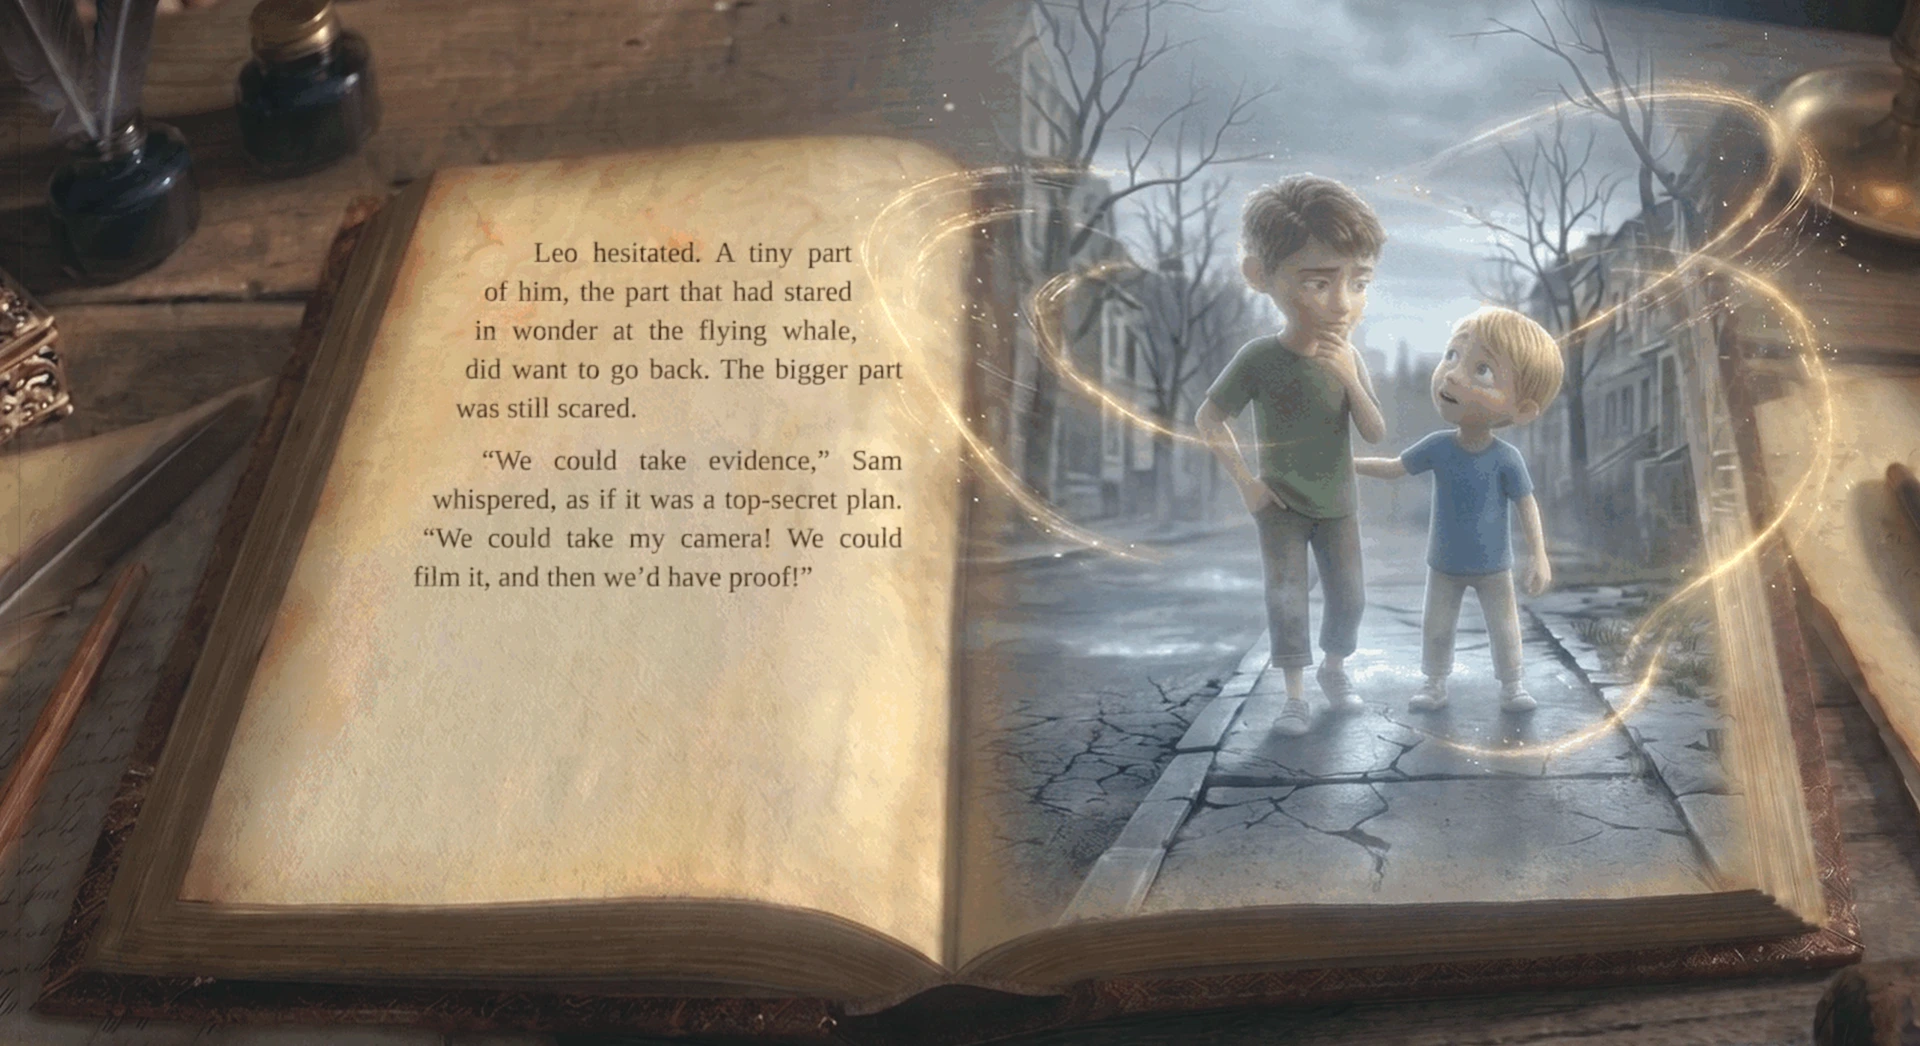 Leo hesitated. A tiny part
of him, the part that had stared
in wonder at the flying whale,
did want to go back. The bigger part
was still scared.
“We could take evidence,” Sam
whispered, as if it was a top-secret plan.
“We could take my camera! We could
film it, and then we’d have proof!”